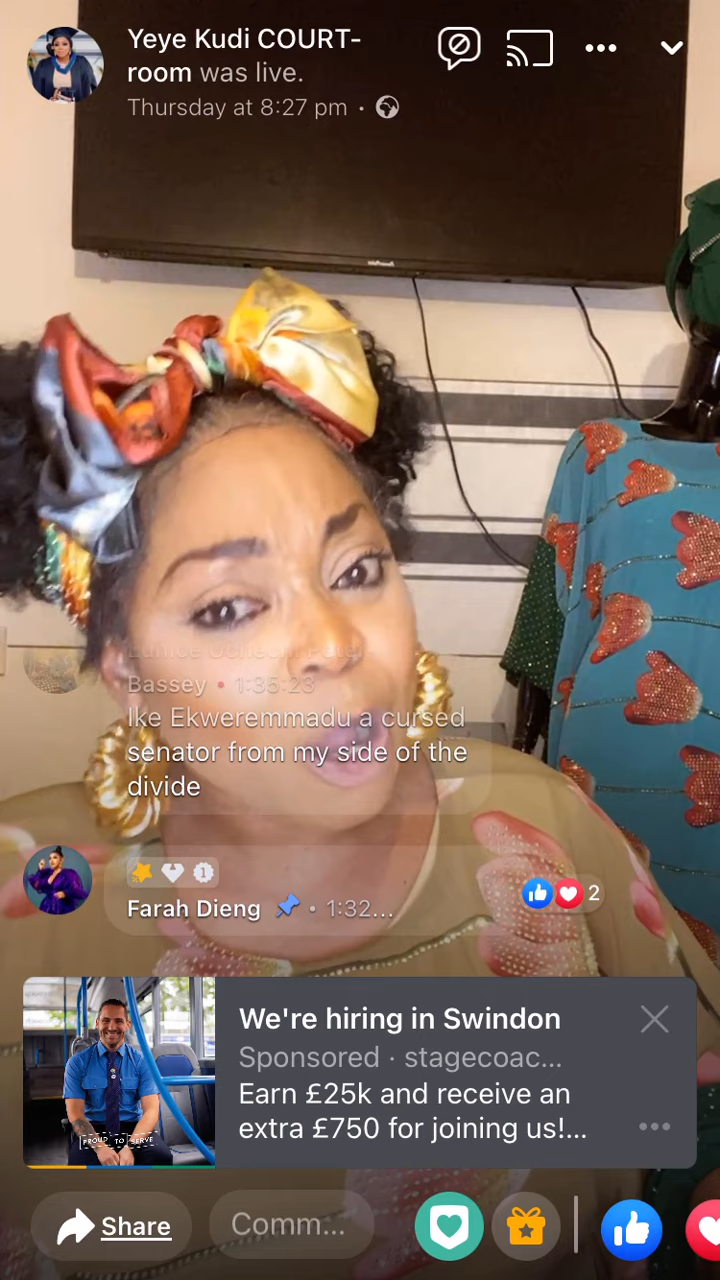 Yeye Kudi COURT-
room was live.
Thursday at 8:27 pm ·
Bassey • 1:35:23
Ike Ekweremmadu a cursed
senator from my side of the
divide
1
Farah Dieng • 1:32...
2
We're hiring in Swindon
Sponsored · stagecoac...
Earn £25k and receive an
extra £750 for joining us!...
PROUD TO SERVE
Share
Comm...